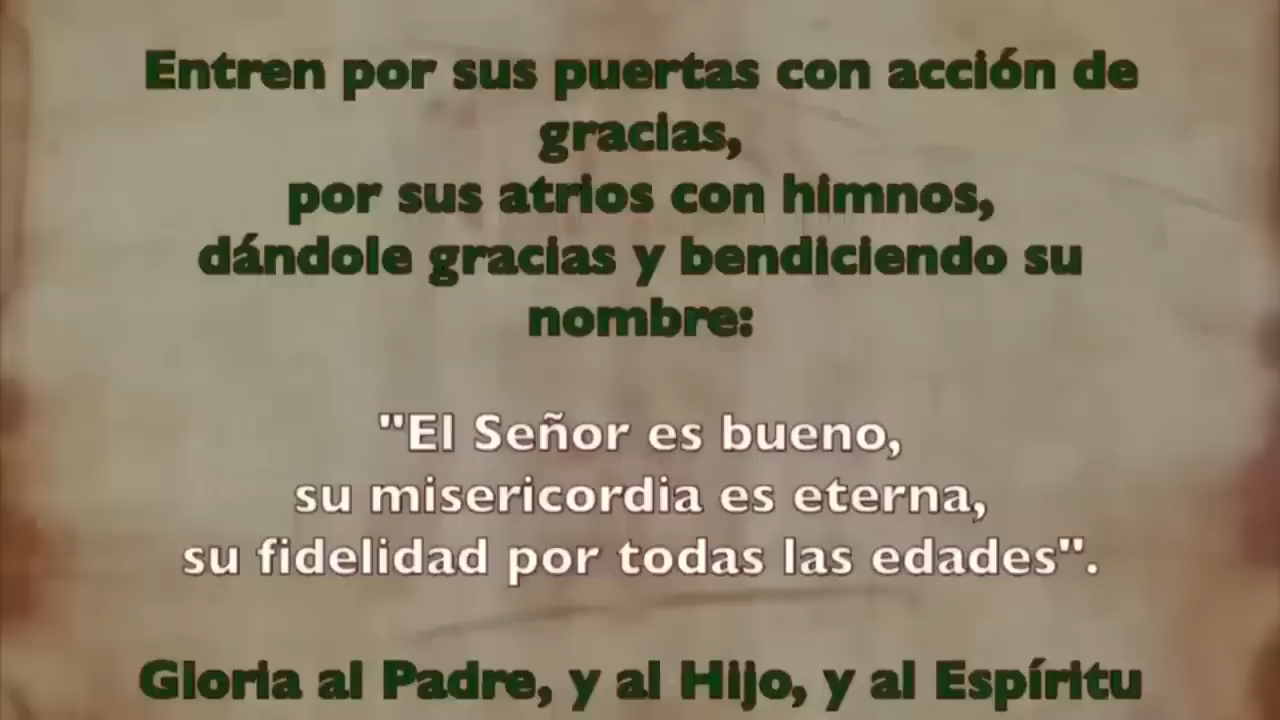 Entren por sus puertas con acción de
gracias,
por sus atrios con himnos,
dándole gracias y bendiciendo su
nombre:
"El Señor es bueno,
su misericordia es eterna,
su fidelidad por todas las edades".
Gloria al Padre, y al Hijo, y al Espíritu